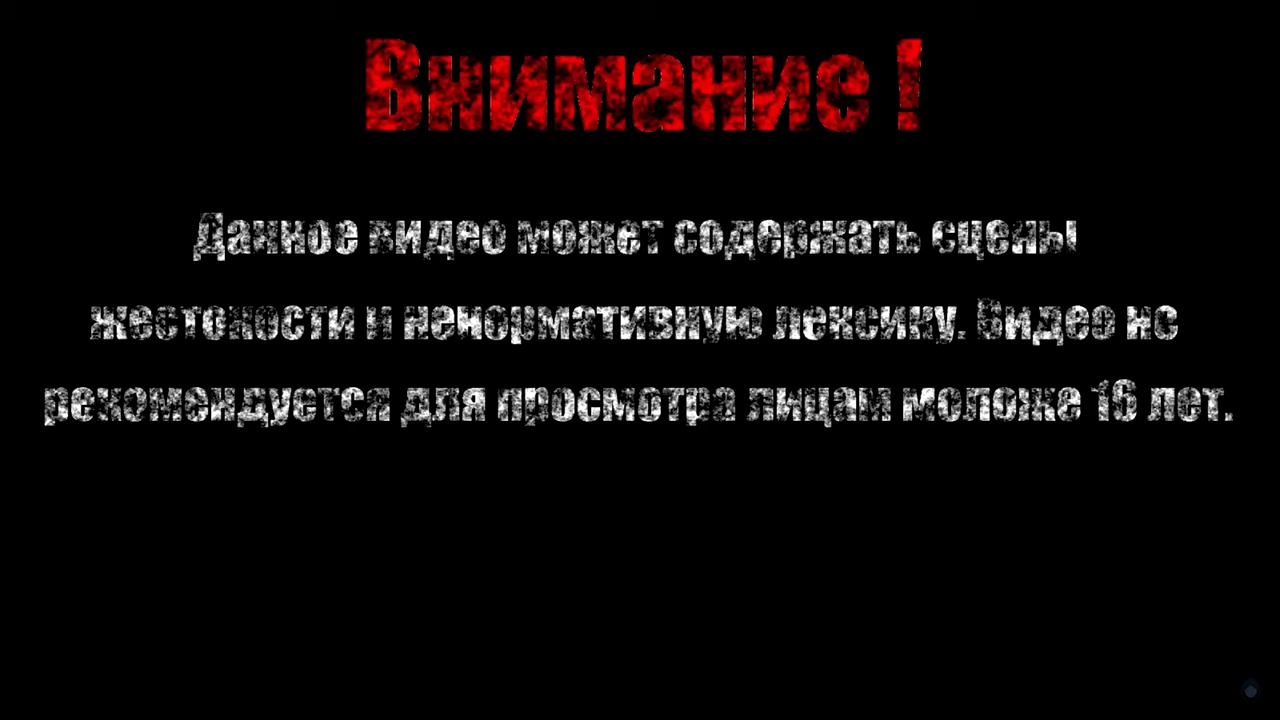 Внимание !
Данное видео может содержать сцены
жестокости и ненормативную лексику. Видео не
рекомендуется для просмотра лицам моложе 16 лет.